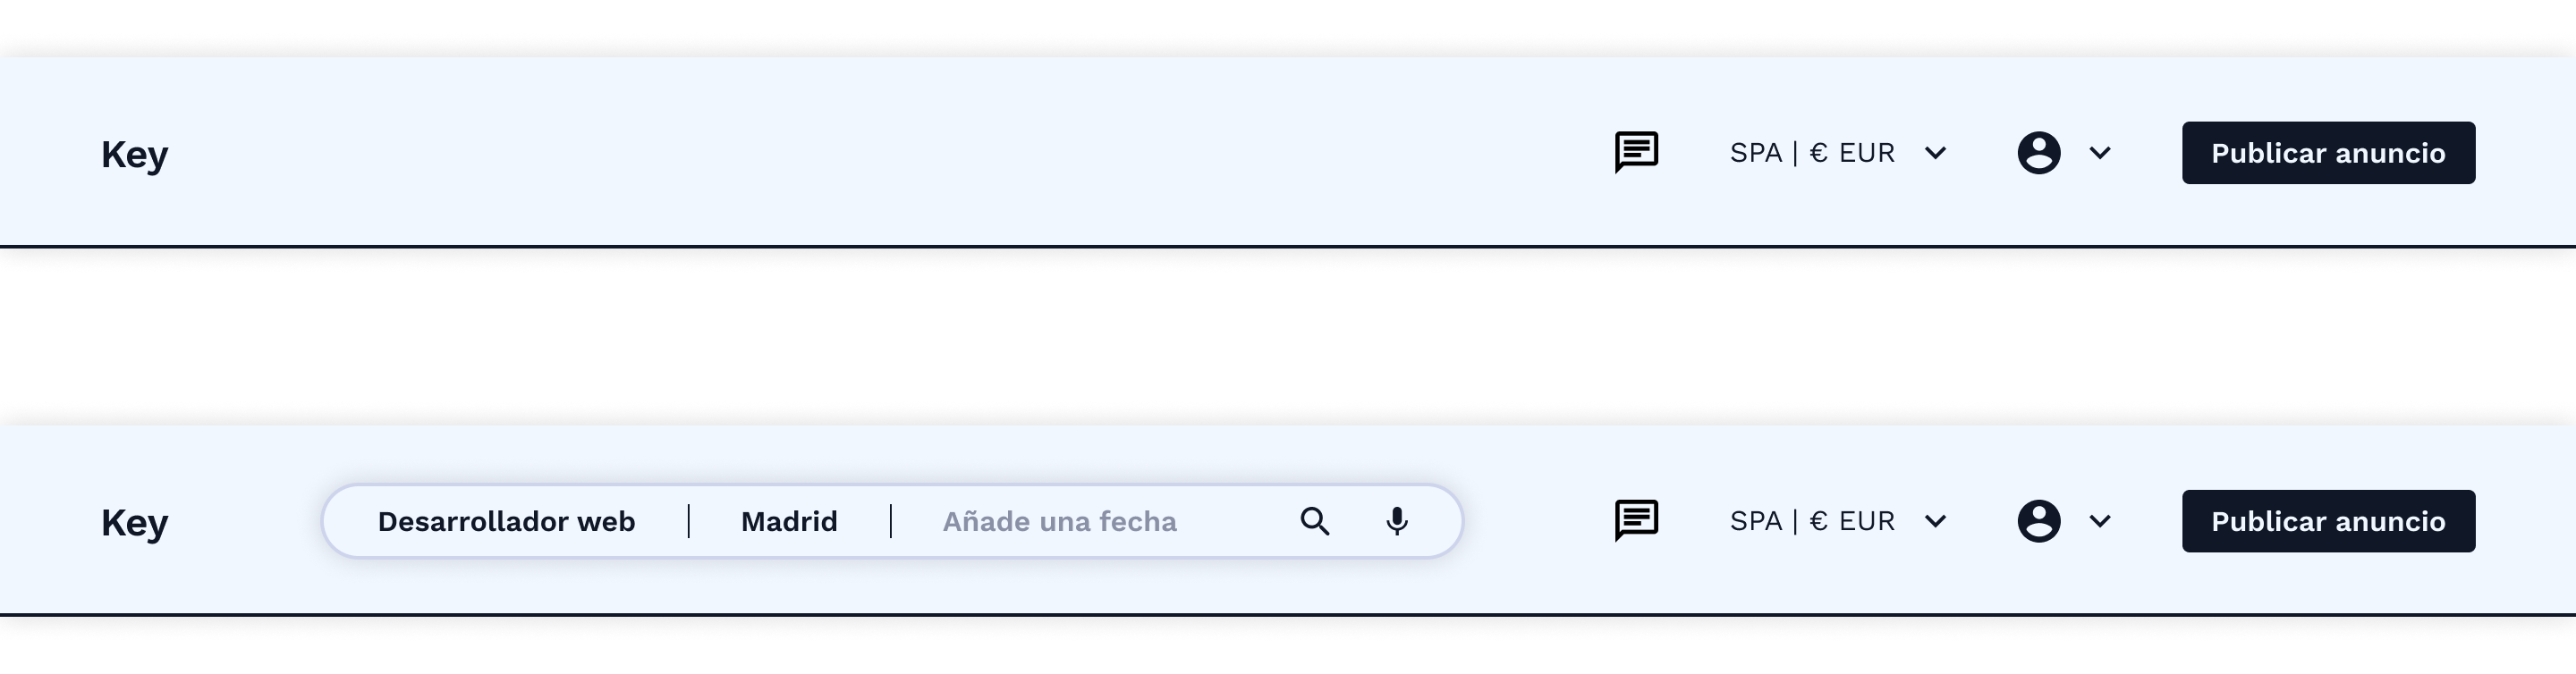 Key SPA | € EUR Publicar anuncio
Key Desarrollador web | Madrid | Añade una fecha SPA | € EUR Publicar anuncio